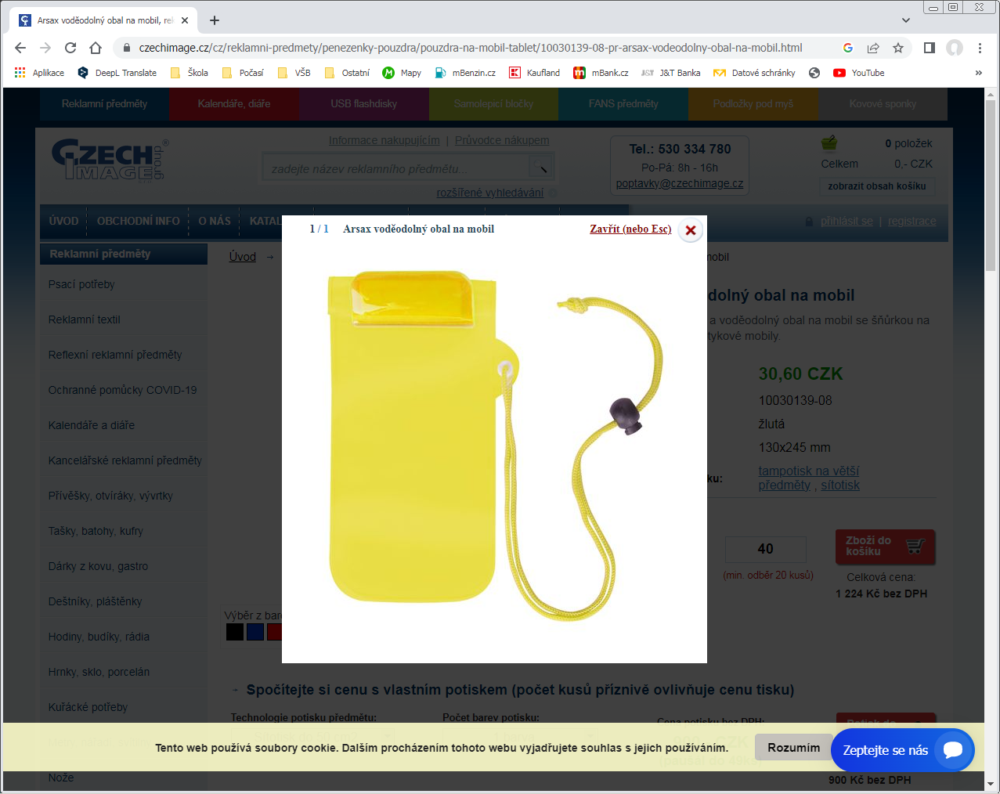 Arsax voděodolný obal na mobil, rek
czechimage.cz/cz/reklamni-predmety/penezenky-pouzdra/pouzdra-na-mobil-tablet/10030139-08-pr-arsax-vodeodolny-obal-na-mobil.html
Aplikace DeepL Translate Škola Počasí VŠB Ostatní Mapy mBenzin.cz Kaufland mBank.cz J&T Banka Datové schránky YouTube »
Reklamní předměty Kalendáře, diáře USB flashdisky Samolepicí bločky FANS předměty Podložky pod myš Kovové sponky
CZECH IMAGE group
Informace nakupujícím | Průvodce nákupem
zadejte název reklamního předmětu...
rozšířené vyhledávání
Tel.: 530 334 780
Po-Pá: 8h - 16h
poptavky@czechimage.cz
0 položek
Celkem 0,- CZK
zobrazit obsah košíku
ÚVOD OBCHODNÍ INFO O NÁS KATAL
přihlásit se | registrace
1 / 1 Arsax voděodolný obal na mobil Zavřít (nebo Esc)
Reklamní předměty
Psací potřeby
Reklamní textil
Reflexní reklamní předměty
Ochranné pomůcky COVID-19
Kalendáře a diáře
Kancelářské reklamní předměty
Přívěšky, otvíráky, vývrtky
Tašky, batohy, kufry
Dárky z kovu, gastro
Deštníky, pláštěnky
Hodiny, budíky, rádia
Hrnky, sklo, porcelán
Kuřácké potřeby
Nože
Úvod → mobil
dolný obal na mobil
a voděodolný obal na mobil se šňůrkou na
tykové mobily.
30,60 CZK
10030139-08
žlutá
130x245 mm
ku: tampotisk na větší
předměty , sítotisk
40
(min. odběr 20 kusů)
Zboží do
košíku
Celková cena:
1 224 Kč bez DPH
Výběr z bare
→ Spočítejte si cenu s vlastním potiskem (počet kusů příznivě ovlivňuje cenu tisku)
Technologie potisku předmětu: Počet barev potisku: Cena potisku bez DPH:
Potisk do
Tento web používá soubory cookie. Dalším procházením tohoto webu vyjadřujete souhlas s jejich používáním. Rozumím
Zeptejte se nás
900 Kč bez DPH